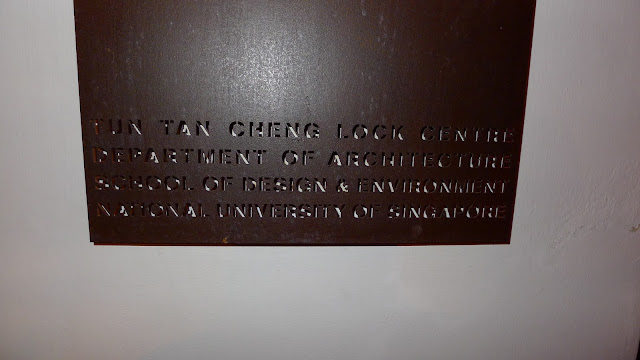 TUN TAN CHENG LOCK CENTRE
DEPARTMENT OF ARCHITECTURE
SCHOOL OF DESIGN & ENVIRONMENT
NATIONAL UNIVERSITY OF SINGAPORE